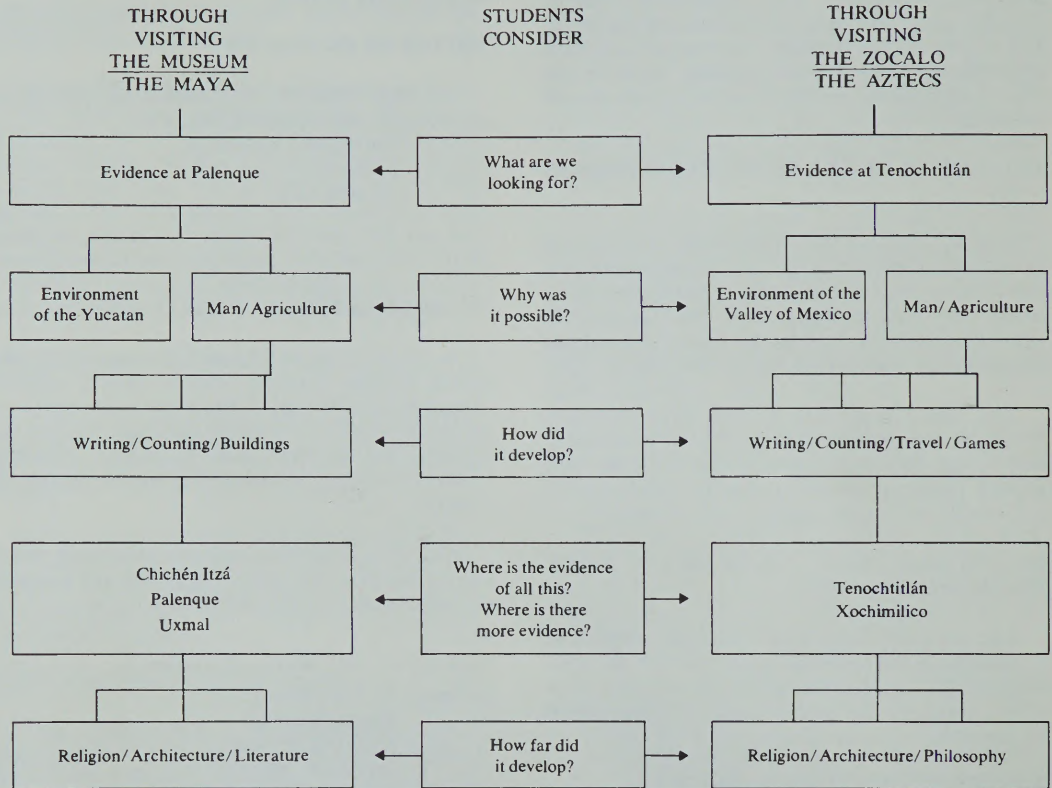 THROUGH
VISITING
THE MUSEUM
THE MAYA
STUDENTS
CONSIDER
THROUGH
VISITING
THE ZOCALO
THE AZTECS
Evidence at Palenque
What are we
looking for?
Evidence at Tenochtitlán
Environment
of the Yucatan
Man/Agriculture
Why was
it possible?
Environment of the
Valley of Mexico
Man/Agriculture
Writing/Counting/Buildings
How did
it develop?
Writing/Counting/Travel/Games
Chichén Itzá
Palenque
Uxmal
Where is the evidence
of all this?
Where is there
more evidence?
Tenochtitlán
Xochimilico
Religion/Architecture/Literature
How far did
it develop?
Religion/Architecture/Philosophy